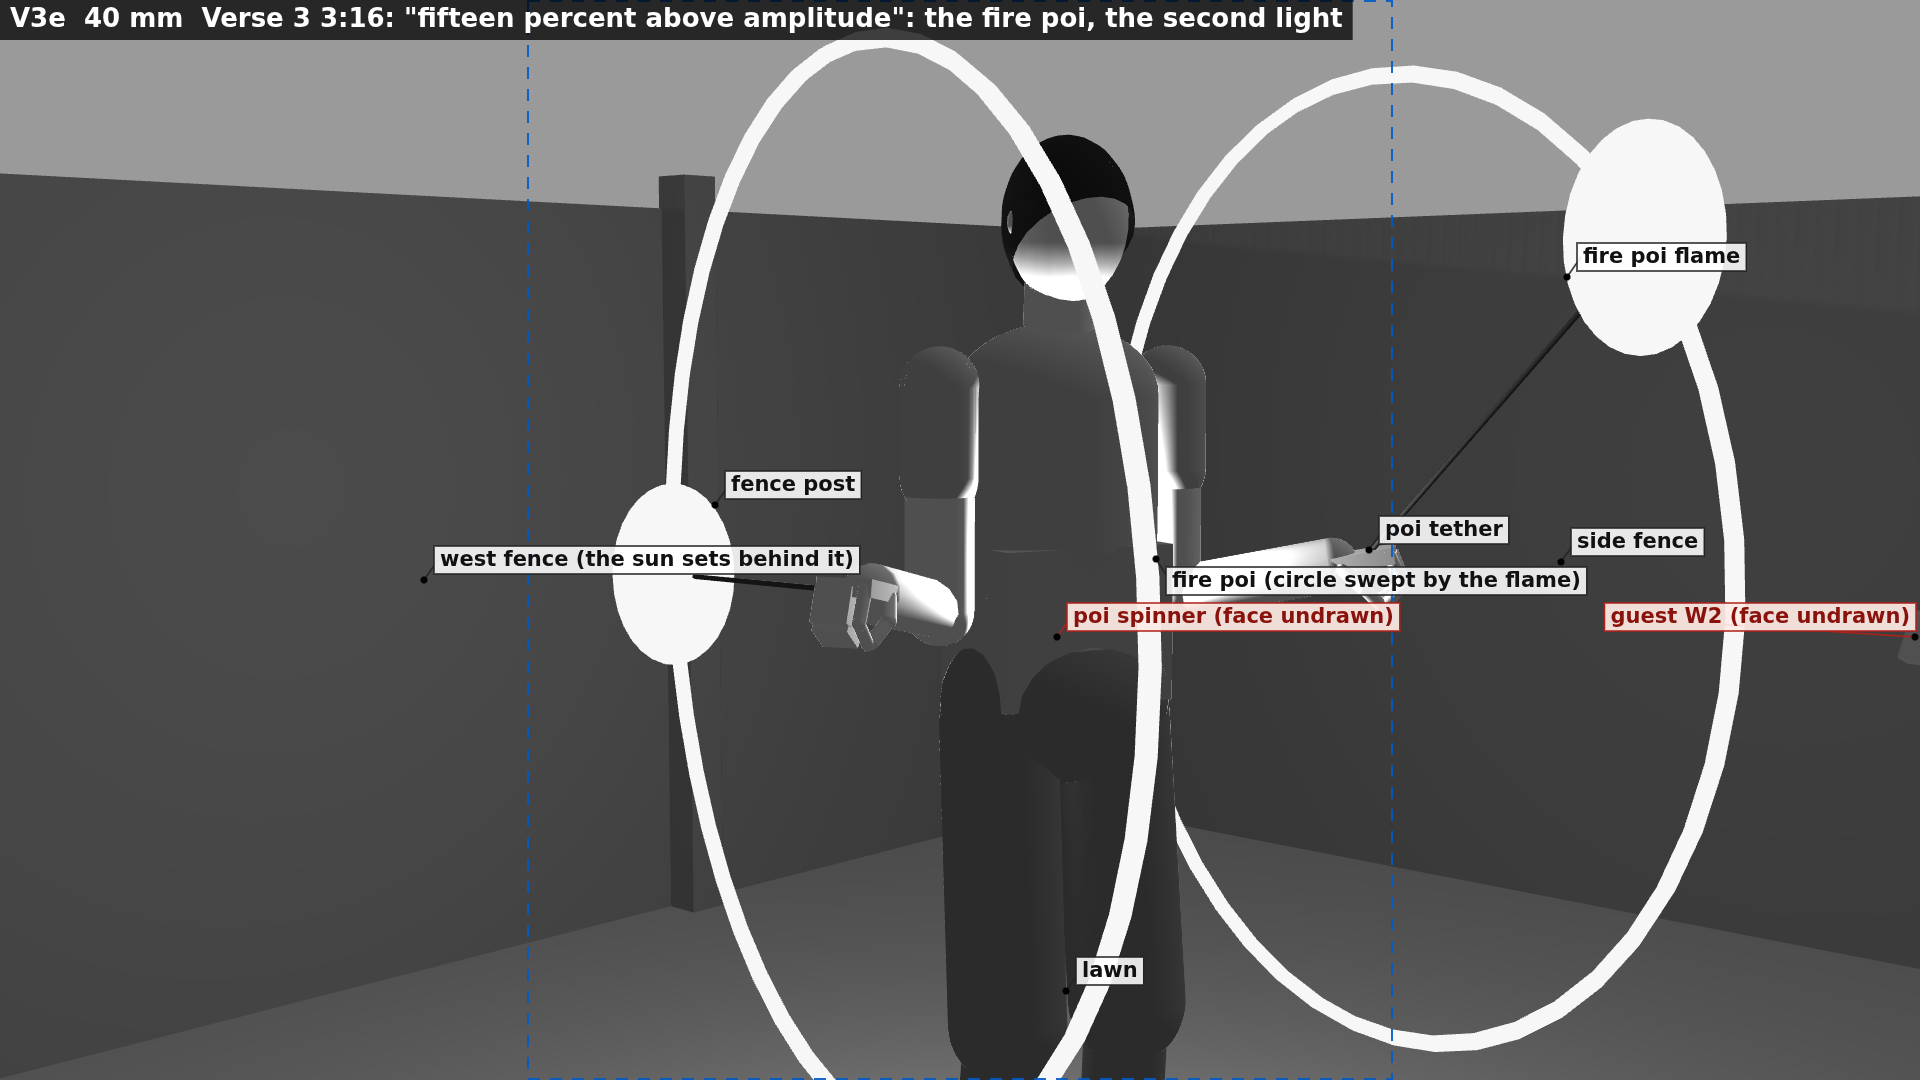 V3e  40 mm  Verse 3 3:16: "fifteen percent above amplitude": the fire poi, the second light
fire poi flame
fence post
poi tether
side fence
west fence (the sun sets behind it)
fire poi (circle swept by the flame)
poi spinner (face undrawn)
guest W2 (face undrawn)
lawn